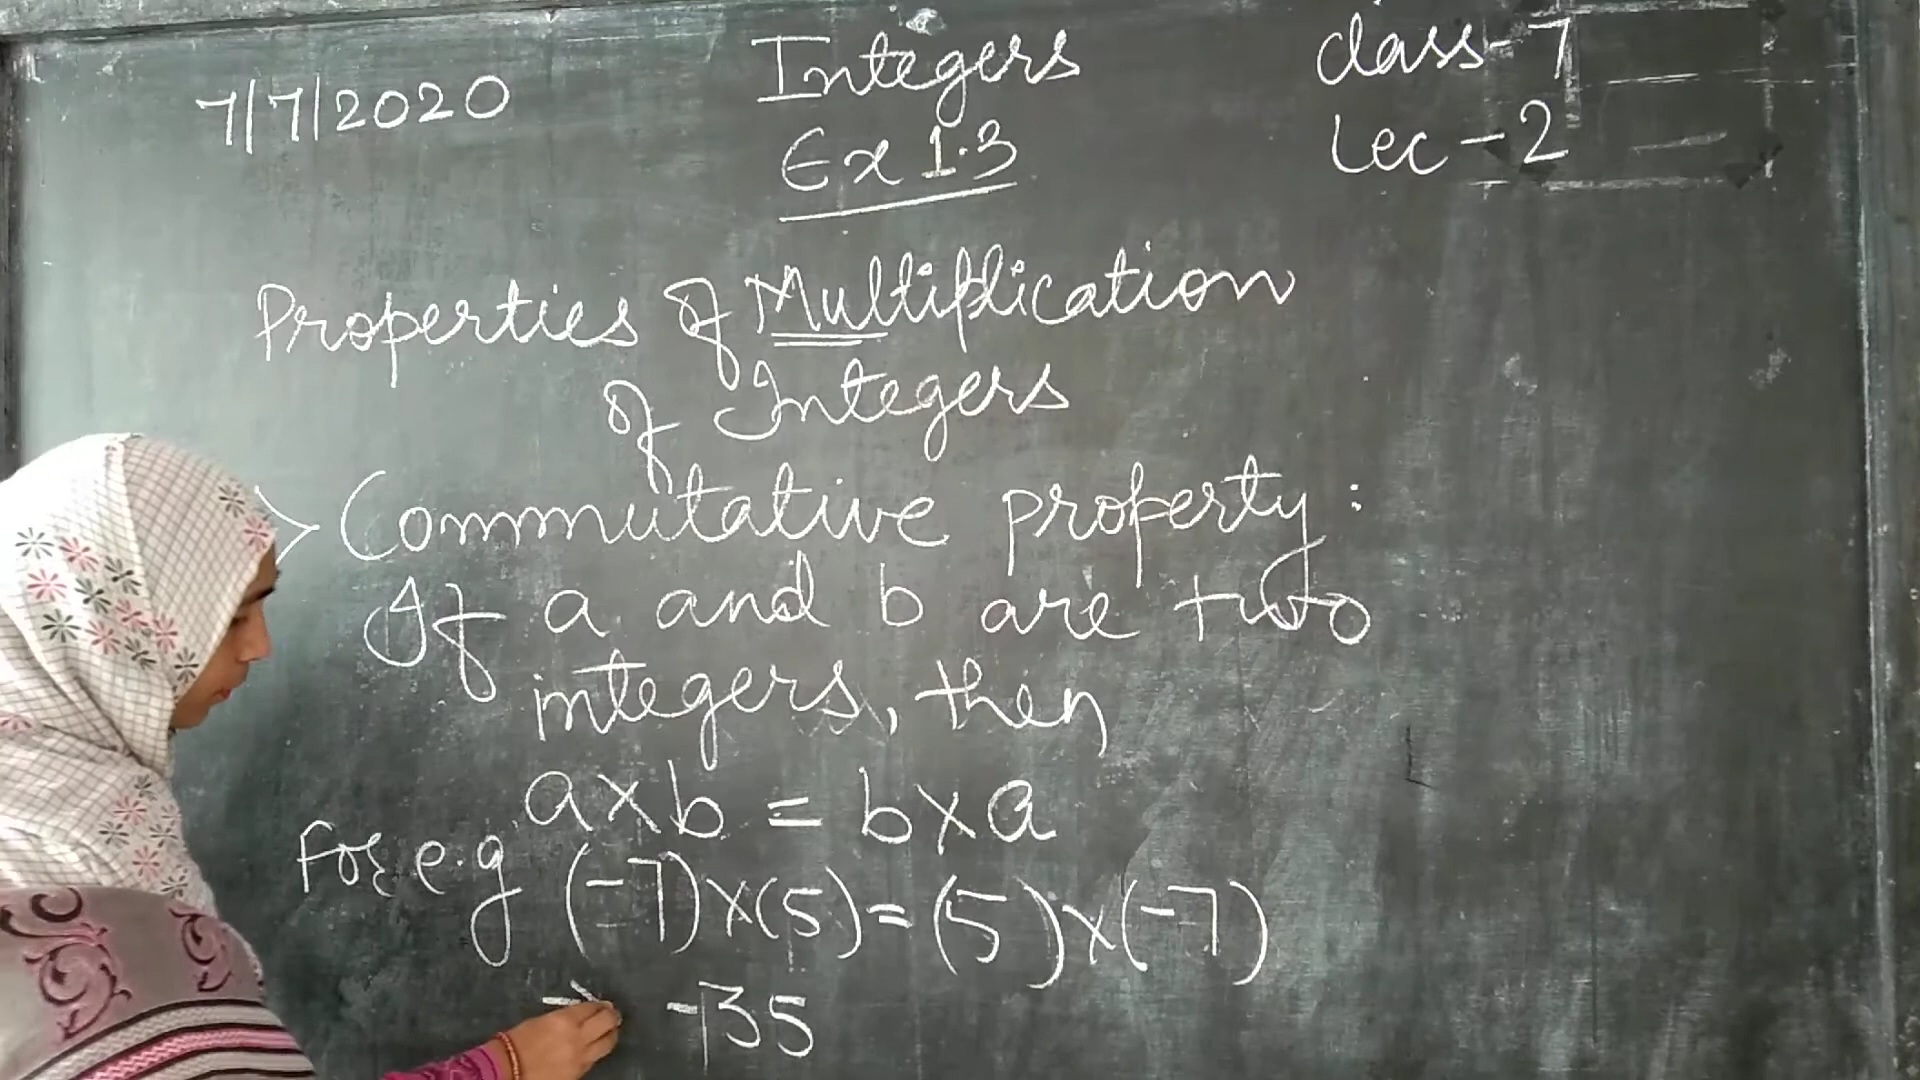 7/7/2020
Integers
Ex 1.3
Class-7
Lec-2
Properties of Multiplication
of Integers
> Commutative property:
If a and b are two
integers, then
a×b = b×a
For e.g (-7)×(5)=(5)×(-7)
→ -35